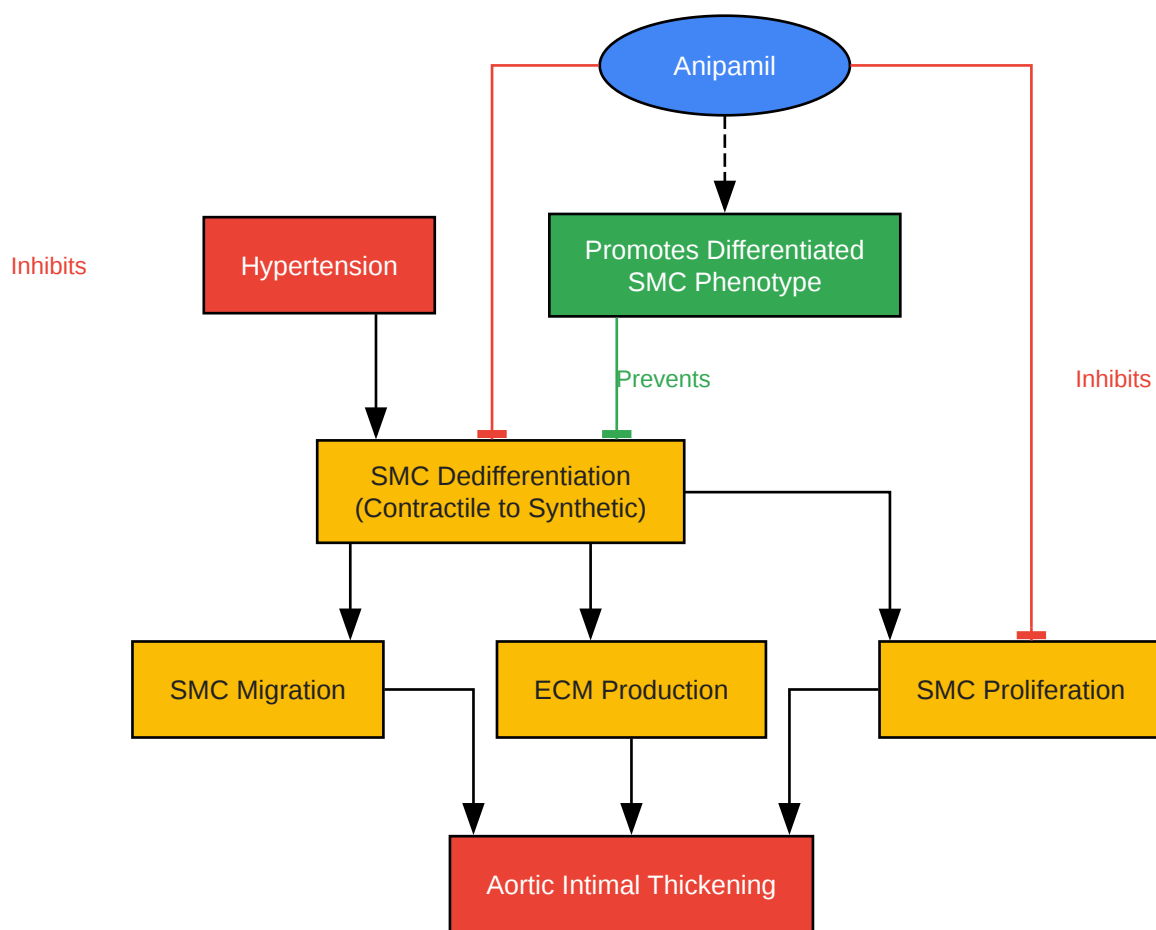 Anipamil
Inhibits
Hypertension
Promotes Differentiated
SMC Phenotype
Prevents
Inhibits
SMC Dedifferentiation
(Contractile to Synthetic)
SMC Migration
ECM Production
SMC Proliferation
Aortic Intimal Thickening